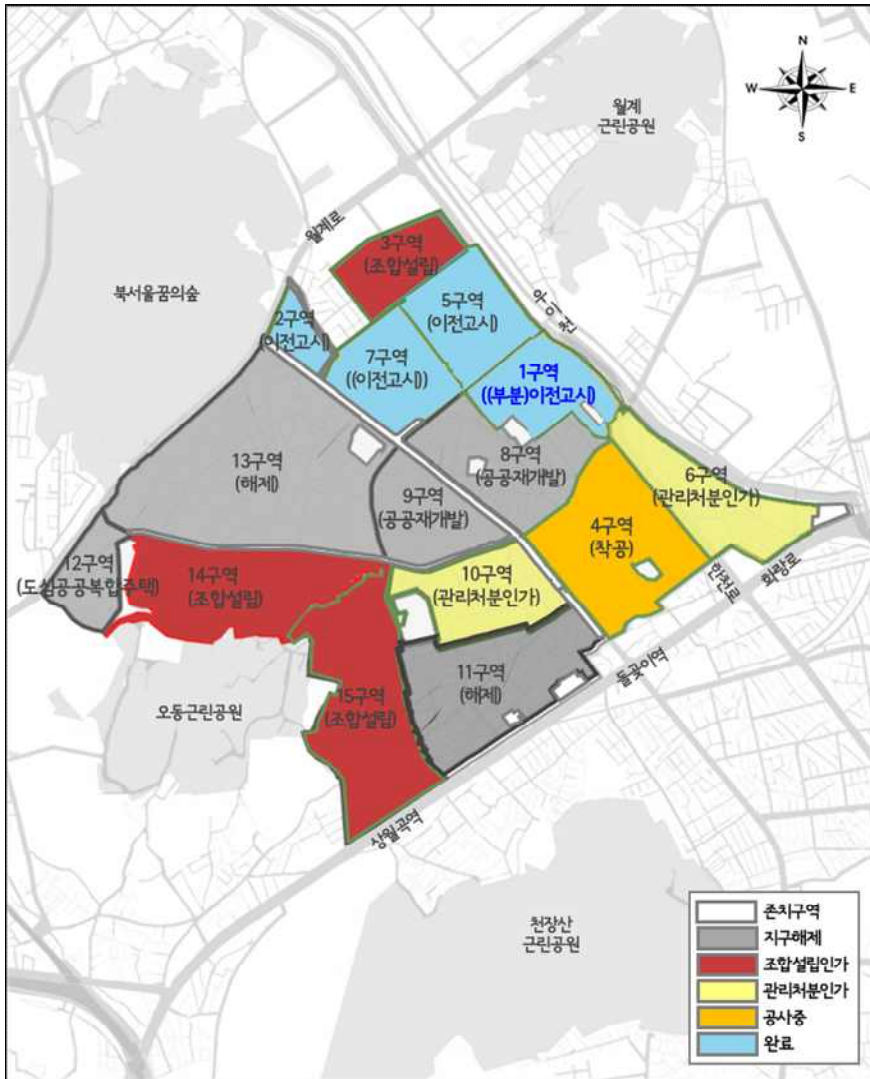 N
W
E
S
월계
근린공원
월계로
3구역
(조합설립)
북서울꿈의숲
5구역
(이전고시)
우이천
2구역
(이전고시)
7구역
((이전고시))
1구역
((부분)이전고시)
13구역
(해제)
8구역
(공공재개발)
6구역
(관리처분인가)
9구역
(공공재개발)
4구역
(착공)
12구역
(도심공공복합주택)
14구역
(조합설립)
10구역
(관리처분인가)
한천로
화랑로
11구역
(해제)
돌곶이역
오동근린공원
15구역
(조합설립)
상월곡역
천장산
근린공원
존치구역
지구해제
조합설립인가
관리처분인가
공사중
완료